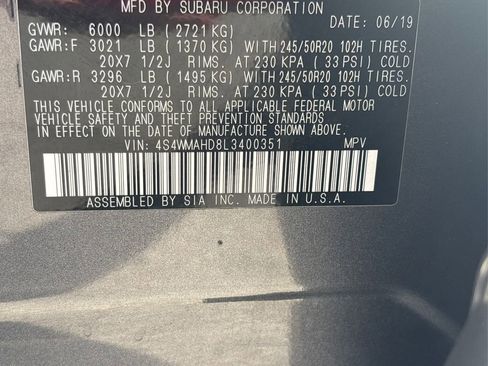 MFD BY SUBARU CORPORATION
DATE: 06/19
GVWR: 6000 LB (2721 KG)
GAWR:F 3021 LB (1370 KG) WITH 245/50R20 102H TIRES,
20X7 1/2J RIMS, AT 230 KPA (33 PSI) COLD
GAWR:R 3296 LB (1495 KG) WITH 245/50R20 102H TIRES,
20X7 1/2J RIMS, AT 230 KPA (33 PSI) COLD
THIS VEHICLE CONFORMS TO ALL APPLICABLE FEDERAL MOTOR
VEHICLE SAFETY AND THEFT PREVENTION STANDARDS
IN EFFECT ON THE DATE OF MANUFACTURE SHOWN ABOVE.
VIN: 4S4WMAHD8L3400351 MPV
ASSEMBLED BY SIA INC. MADE IN U.S.A.